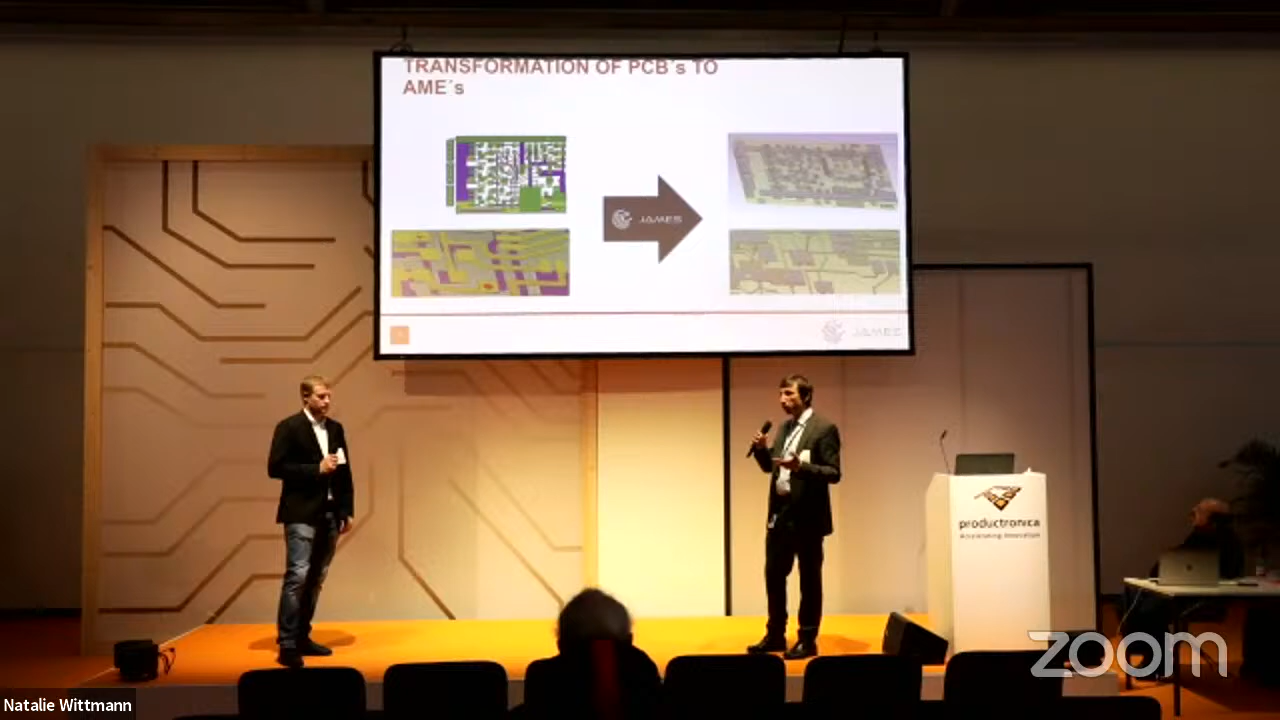 TRANSFORMATION OF PCB´s TO
AME´s
JAMES
JAMES
productronica
Accelerating Innovation
zoom
Natalie Wittmann